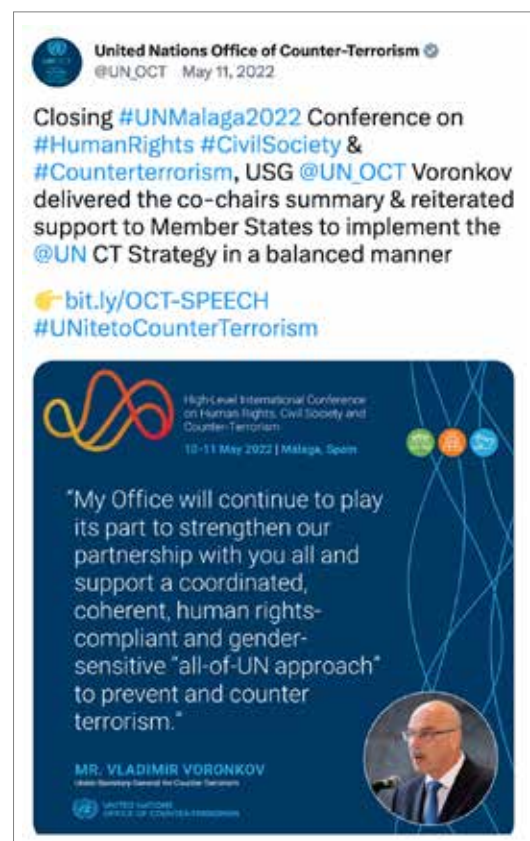 United Nations Office of Counter-Terrorism
@UN_OCT May 11, 2022
Closing #UNMalaga2022 Conference on
#HumanRights #CivilSociety &
#Counterterrorism, USG @UN_OCT Voronkov
delivered the co-chairs summary & reiterated
support to Member States to implement the
@UN CT Strategy in a balanced manner
👉bit.ly/OCT-SPEECH
#UNitetoCounterTerrorism
High-Level International Conference
on Human Rights, Civil Society and
Counter-Terrorism
10-11 May 2022 | Málaga, Spain
"My Office will continue to play
its part to strengthen our
partnership with you all and
support a coordinated,
coherent, human rights-
compliant and gender-
sensitive "all-of-UN approach"
to prevent and counter
terrorism."
MR. VLADIMIR VORONKOV
Under-Secretary-General for Counter-Terrorism
UNITED NATIONS
OFFICE OF COUNTER-TERRORISM